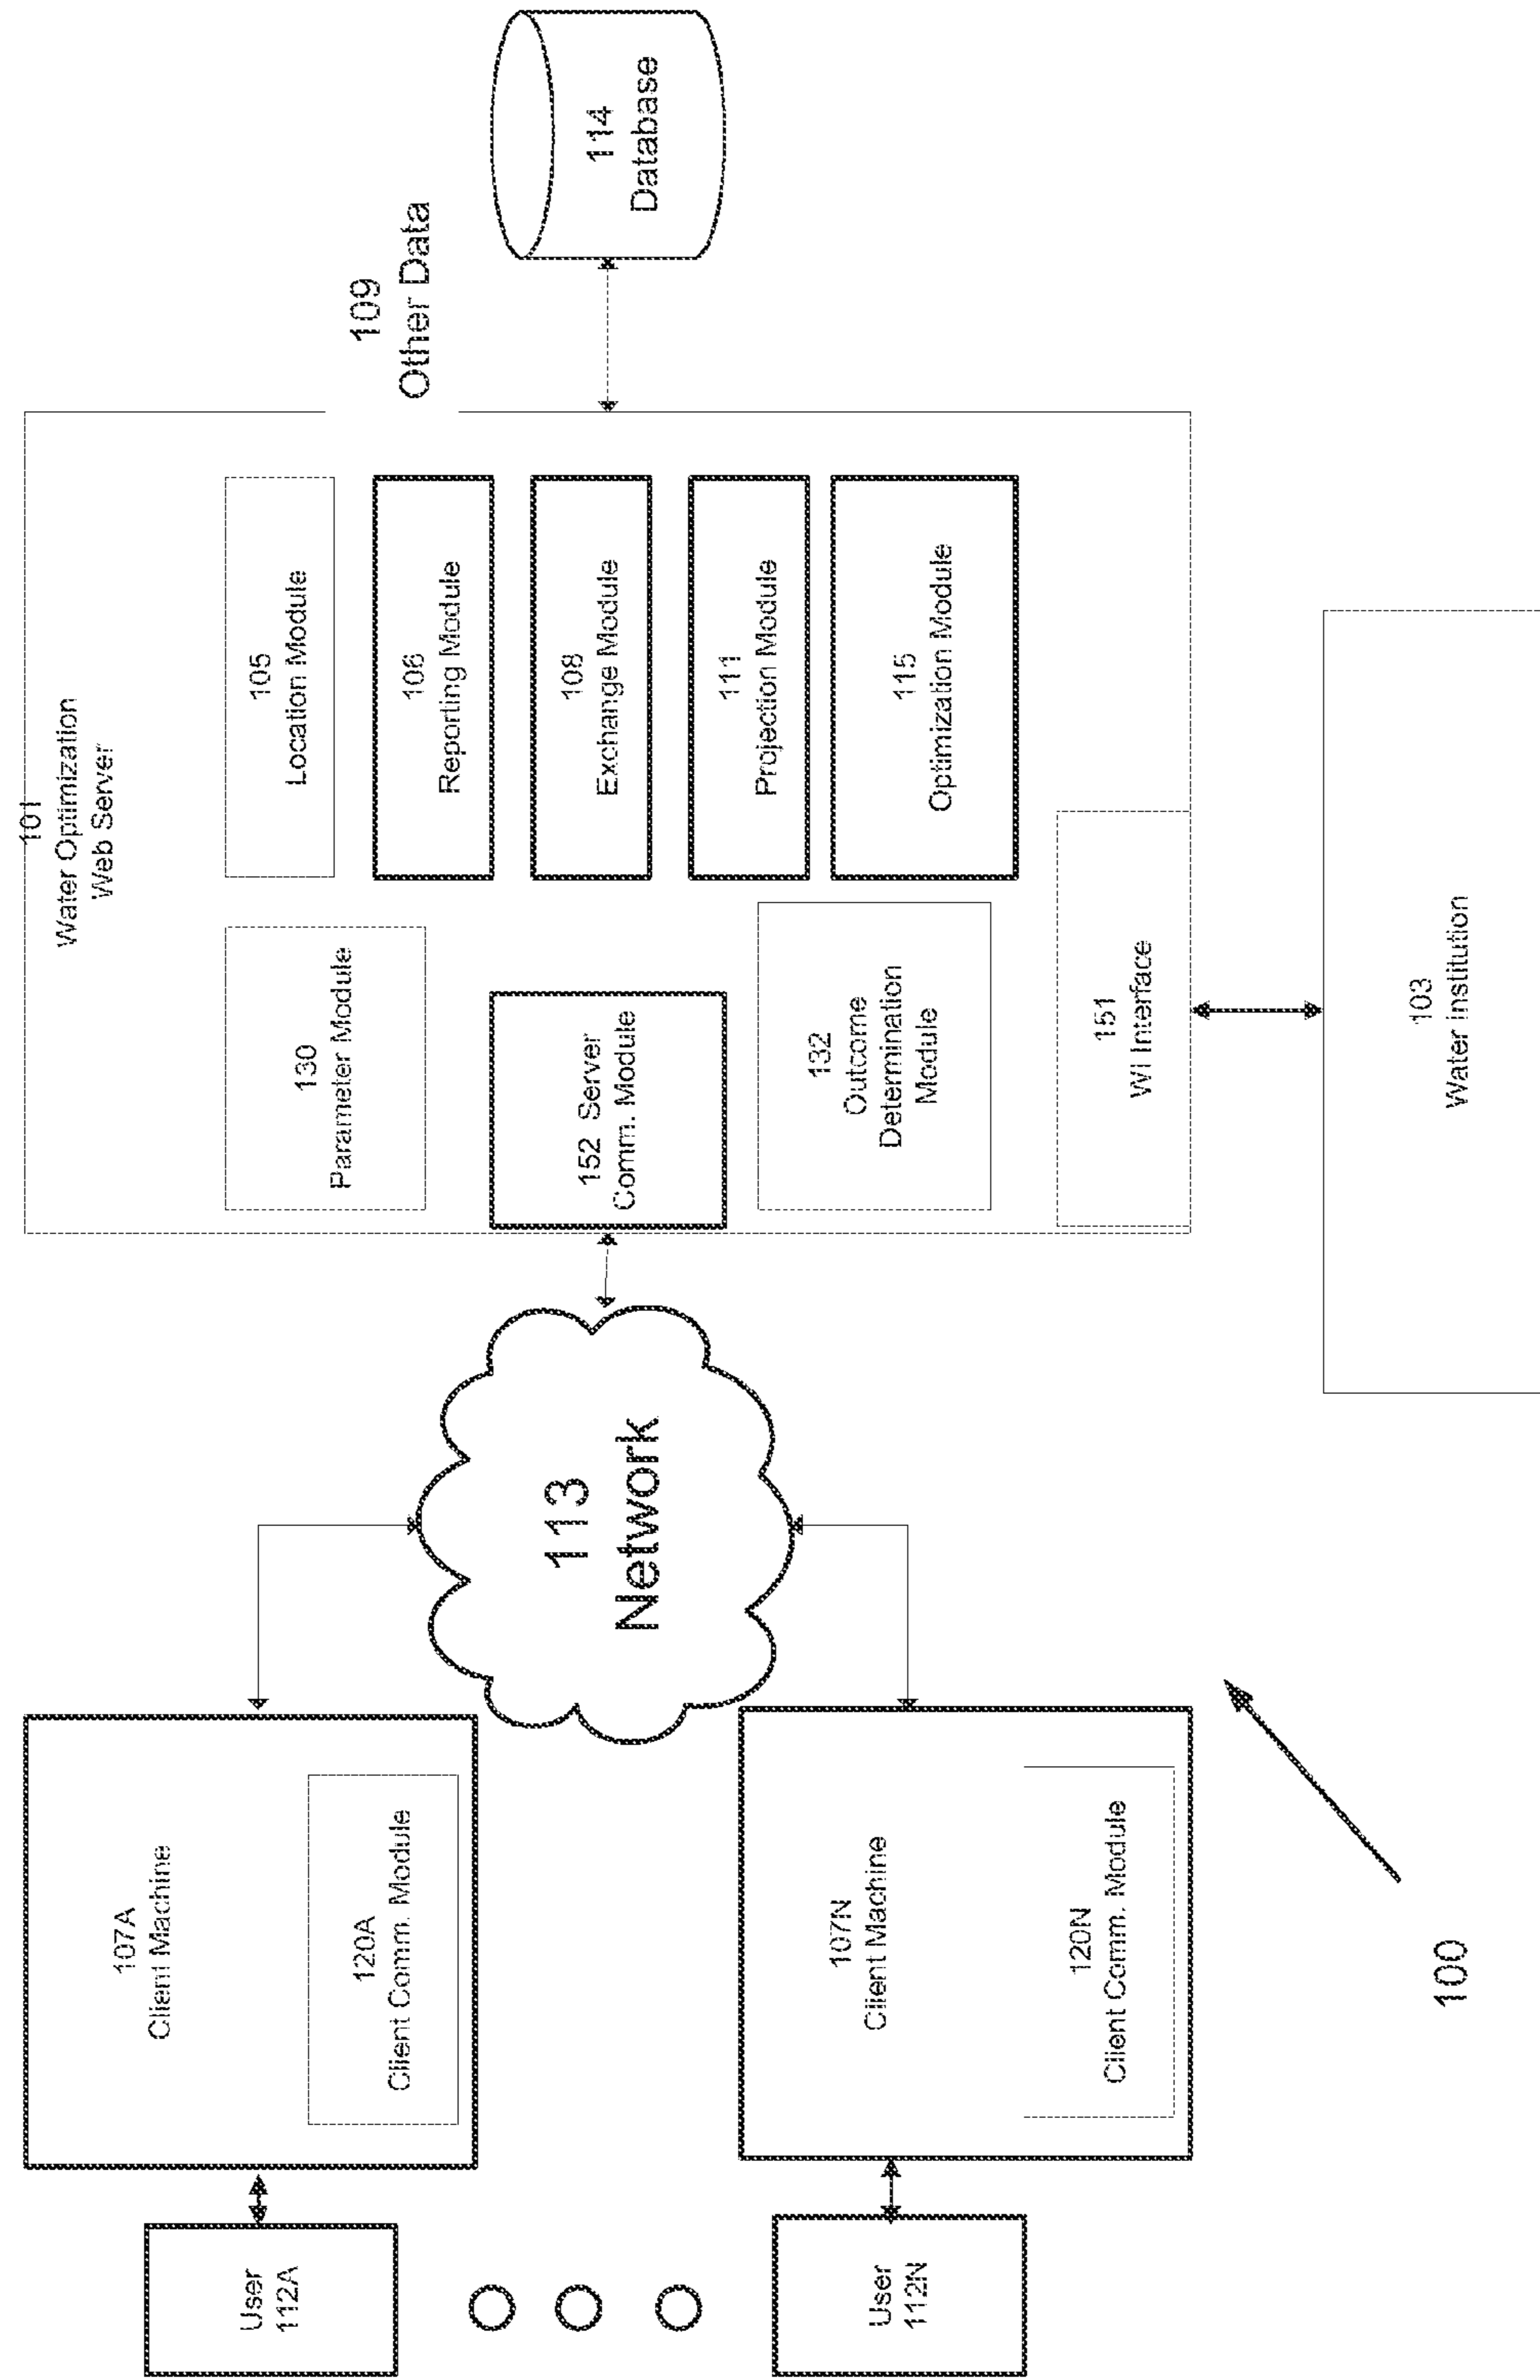 101
Water Optimization
Web Server
107A
Client Machine
120A
Client Comm. Module
User
112A
113
Network
130
Parameter Module
105
Location Module
109
Other Data
106
Reporting Module
152 Server
Comm. Module
108
Exchange Module
114
Database
111
Projection Module
132
Outcome
Determination
Module
115
Optimization Module
User
112N
107N
Client Machine
120N
Client Comm. Module
151
WI Interface
100
103
Water Institution